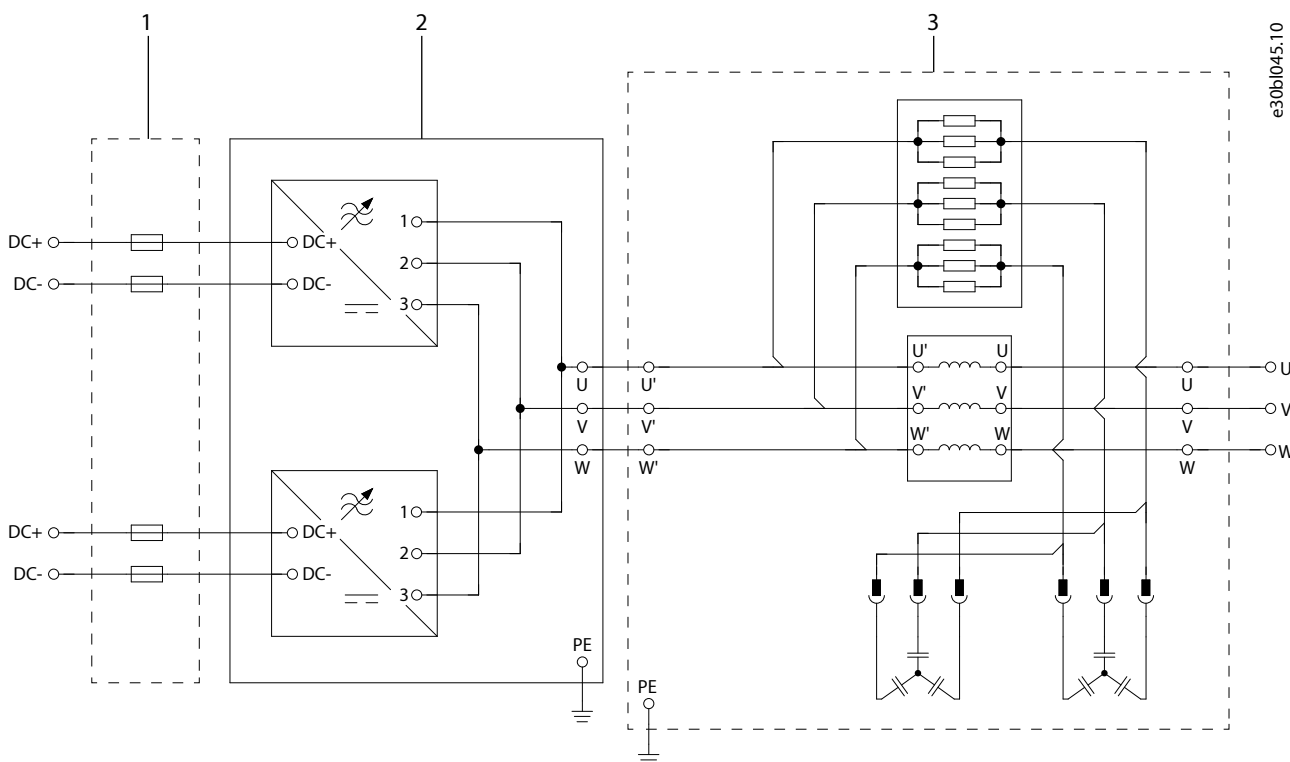 1
2
3
e30bl045.10
DC+
DC-
DC+
DC-
1
2
3
DC+
DC-
DC+
DC-
1
2
3
U
V
W
PE
U'
V'
W'
U'
U
V'
V
W'
W
U
V
W
U
V
W
PE